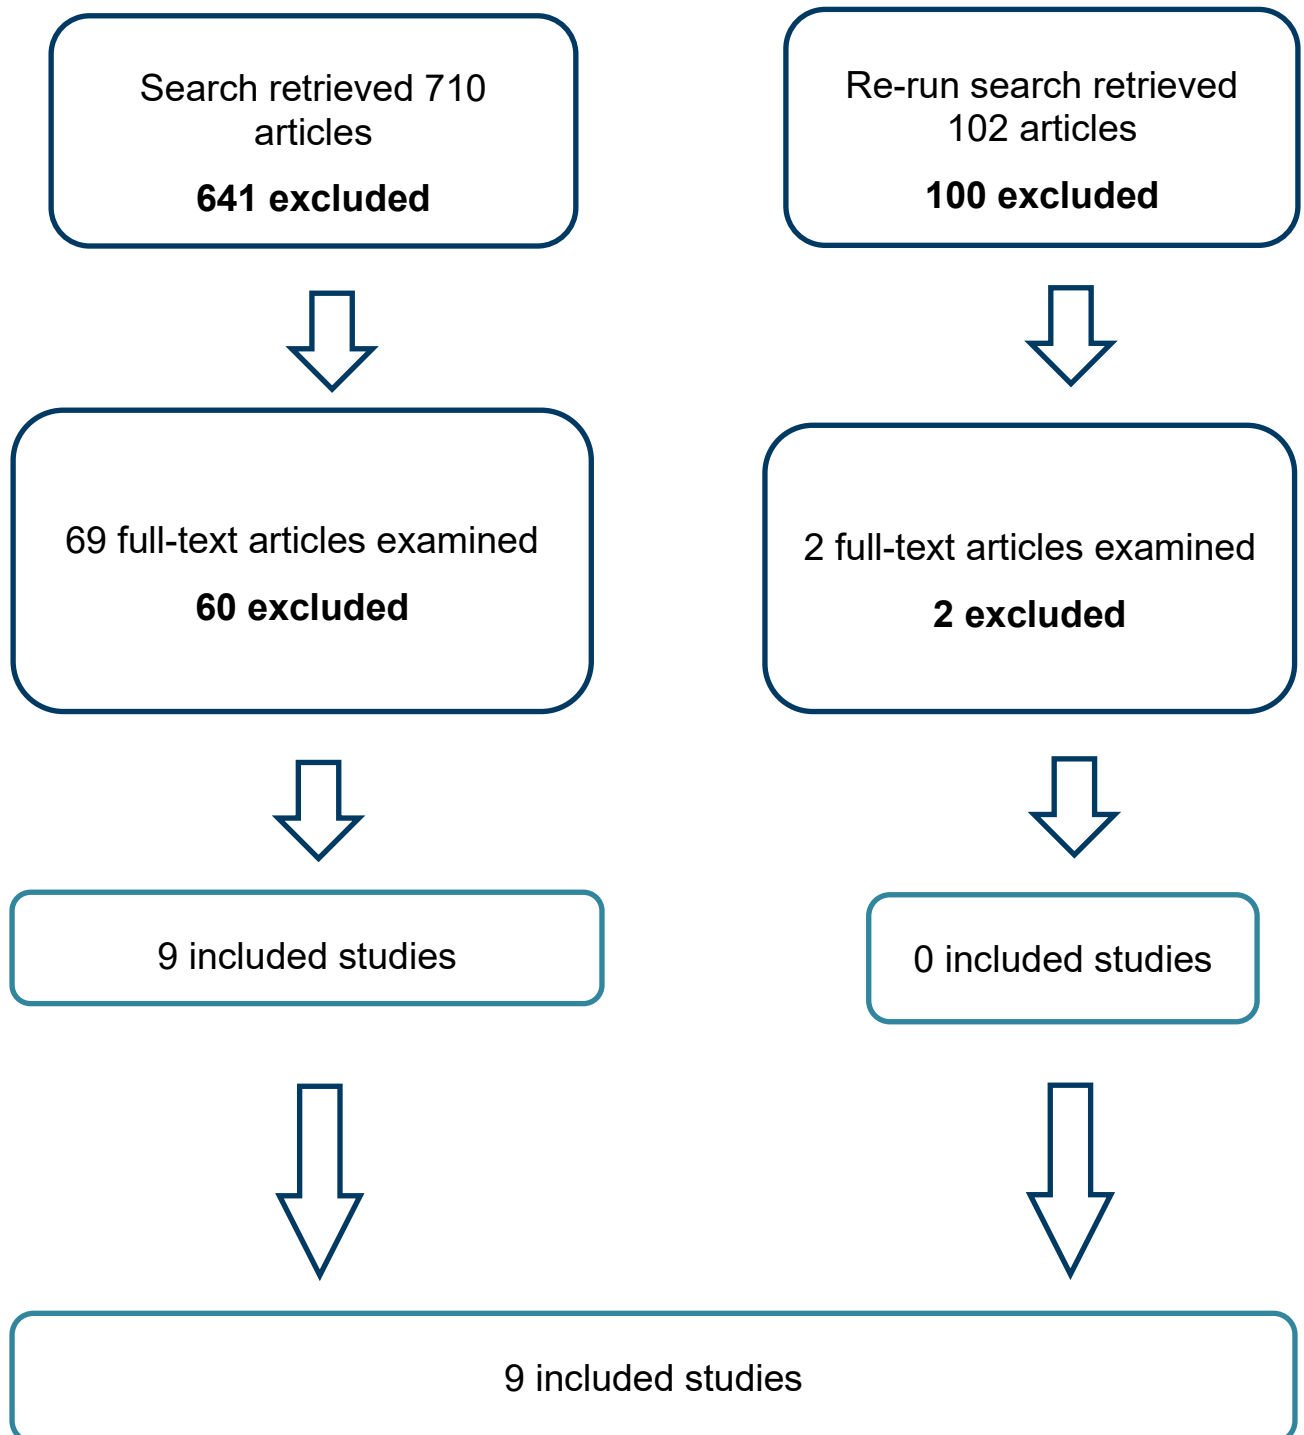 Search retrieved 710
articles
641 excluded
Re-run search retrieved
102 articles
100 excluded
69 full-text articles examined
60 excluded
2 full-text articles examined
2 excluded
9 included studies
0 included studies
9 included studies